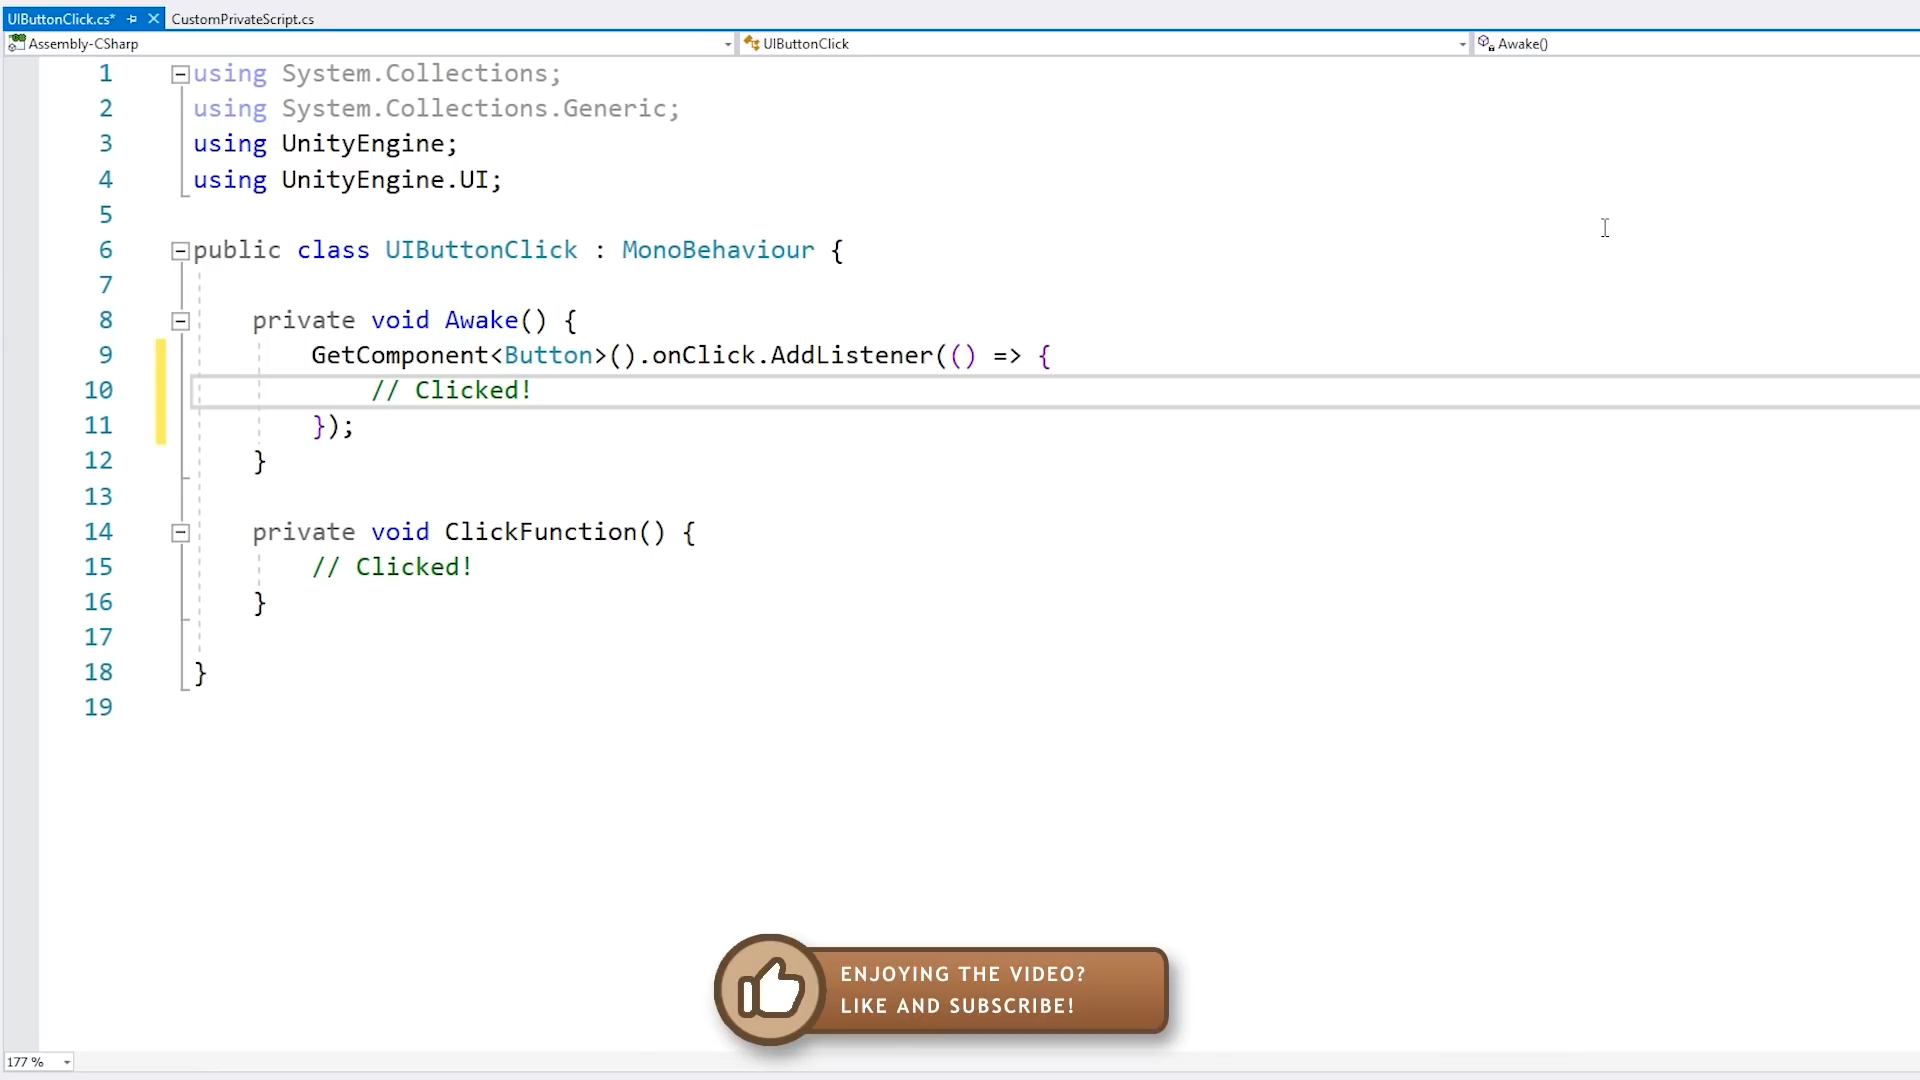 UIButtonClick.cs*
CustomPrivateScript.cs
Assembly-CSharp
UIButtonClick
Awake()
1 using System.Collections;
2 using System.Collections.Generic;
3 using UnityEngine;
4 using UnityEngine.UI;
5
6 public class UIButtonClick : MonoBehaviour {
7
8 private void Awake() {
9 GetComponent<Button>().onClick.AddListener(() => {
10 // Clicked!
11 });
12 }
13
14 private void ClickFunction() {
15 // Clicked!
16 }
17
18 }
19
ENJOYING THE VIDEO?
LIKE AND SUBSCRIBE!
177 %